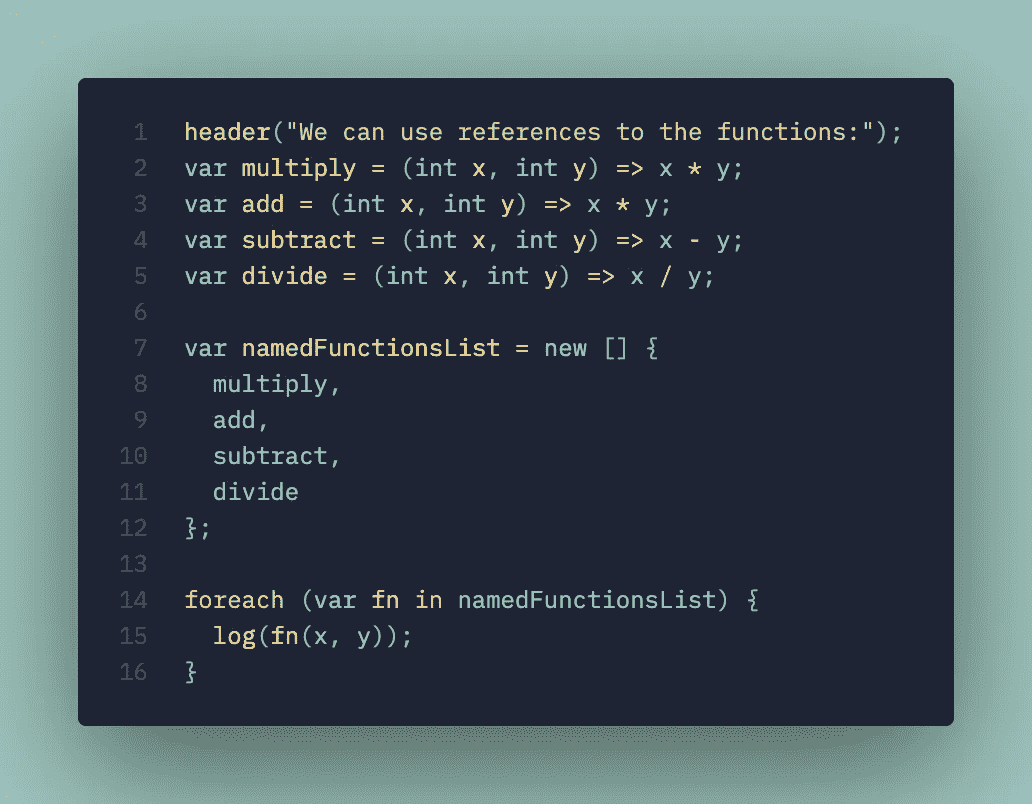 1 header("We can use references to the functions:");
2 var multiply = (int x, int y) => x * y;
3 var add = (int x, int y) => x * y;
4 var subtract = (int x, int y) => x - y;
5 var divide = (int x, int y) => x / y;
6
7 var namedFunctionsList = new [] {
8   multiply,
9   add,
10   subtract,
11   divide
12 };
13
14 foreach (var fn in namedFunctionsList) {
15   log(fn(x, y));
16 }